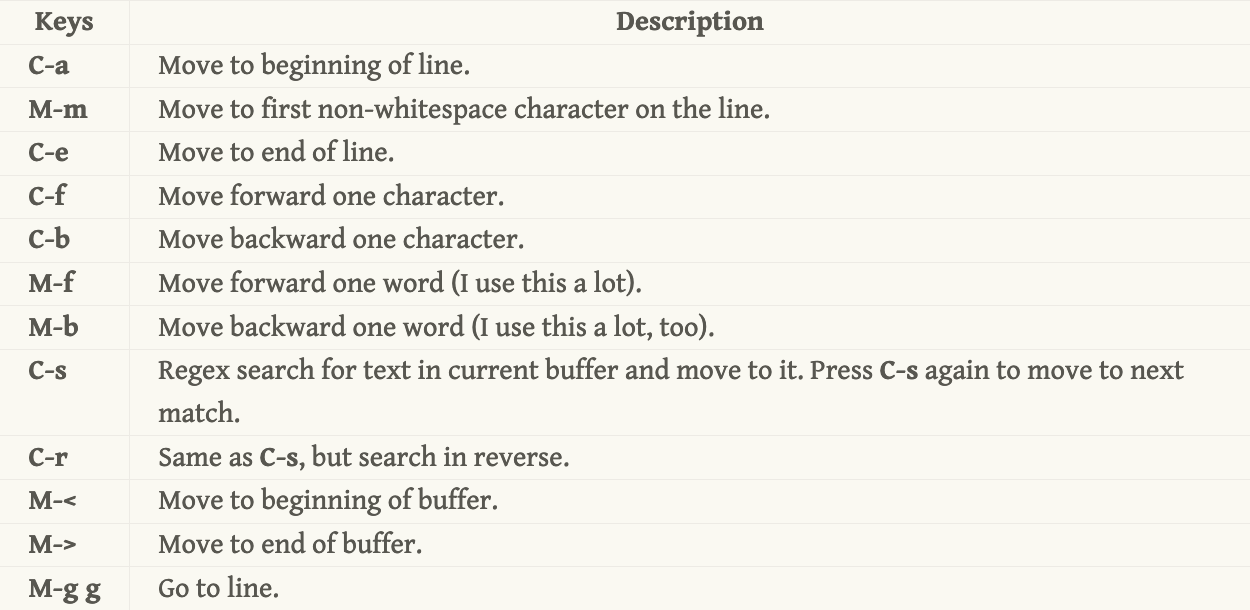 Keys Description
C-a Move to beginning of line.
M-m Move to first non-whitespace character on the line.
C-e Move to end of line.
C-f Move forward one character.
C-b Move backward one character.
M-f Move forward one word (I use this a lot).
M-b Move backward one word (I use this a lot, too).
C-s Regex search for text in current buffer and move to it. Press C-s again to move to next
match.
C-r Same as C-s, but search in reverse.
M-< Move to beginning of buffer.
M-> Move to end of buffer.
M-g g Go to line.